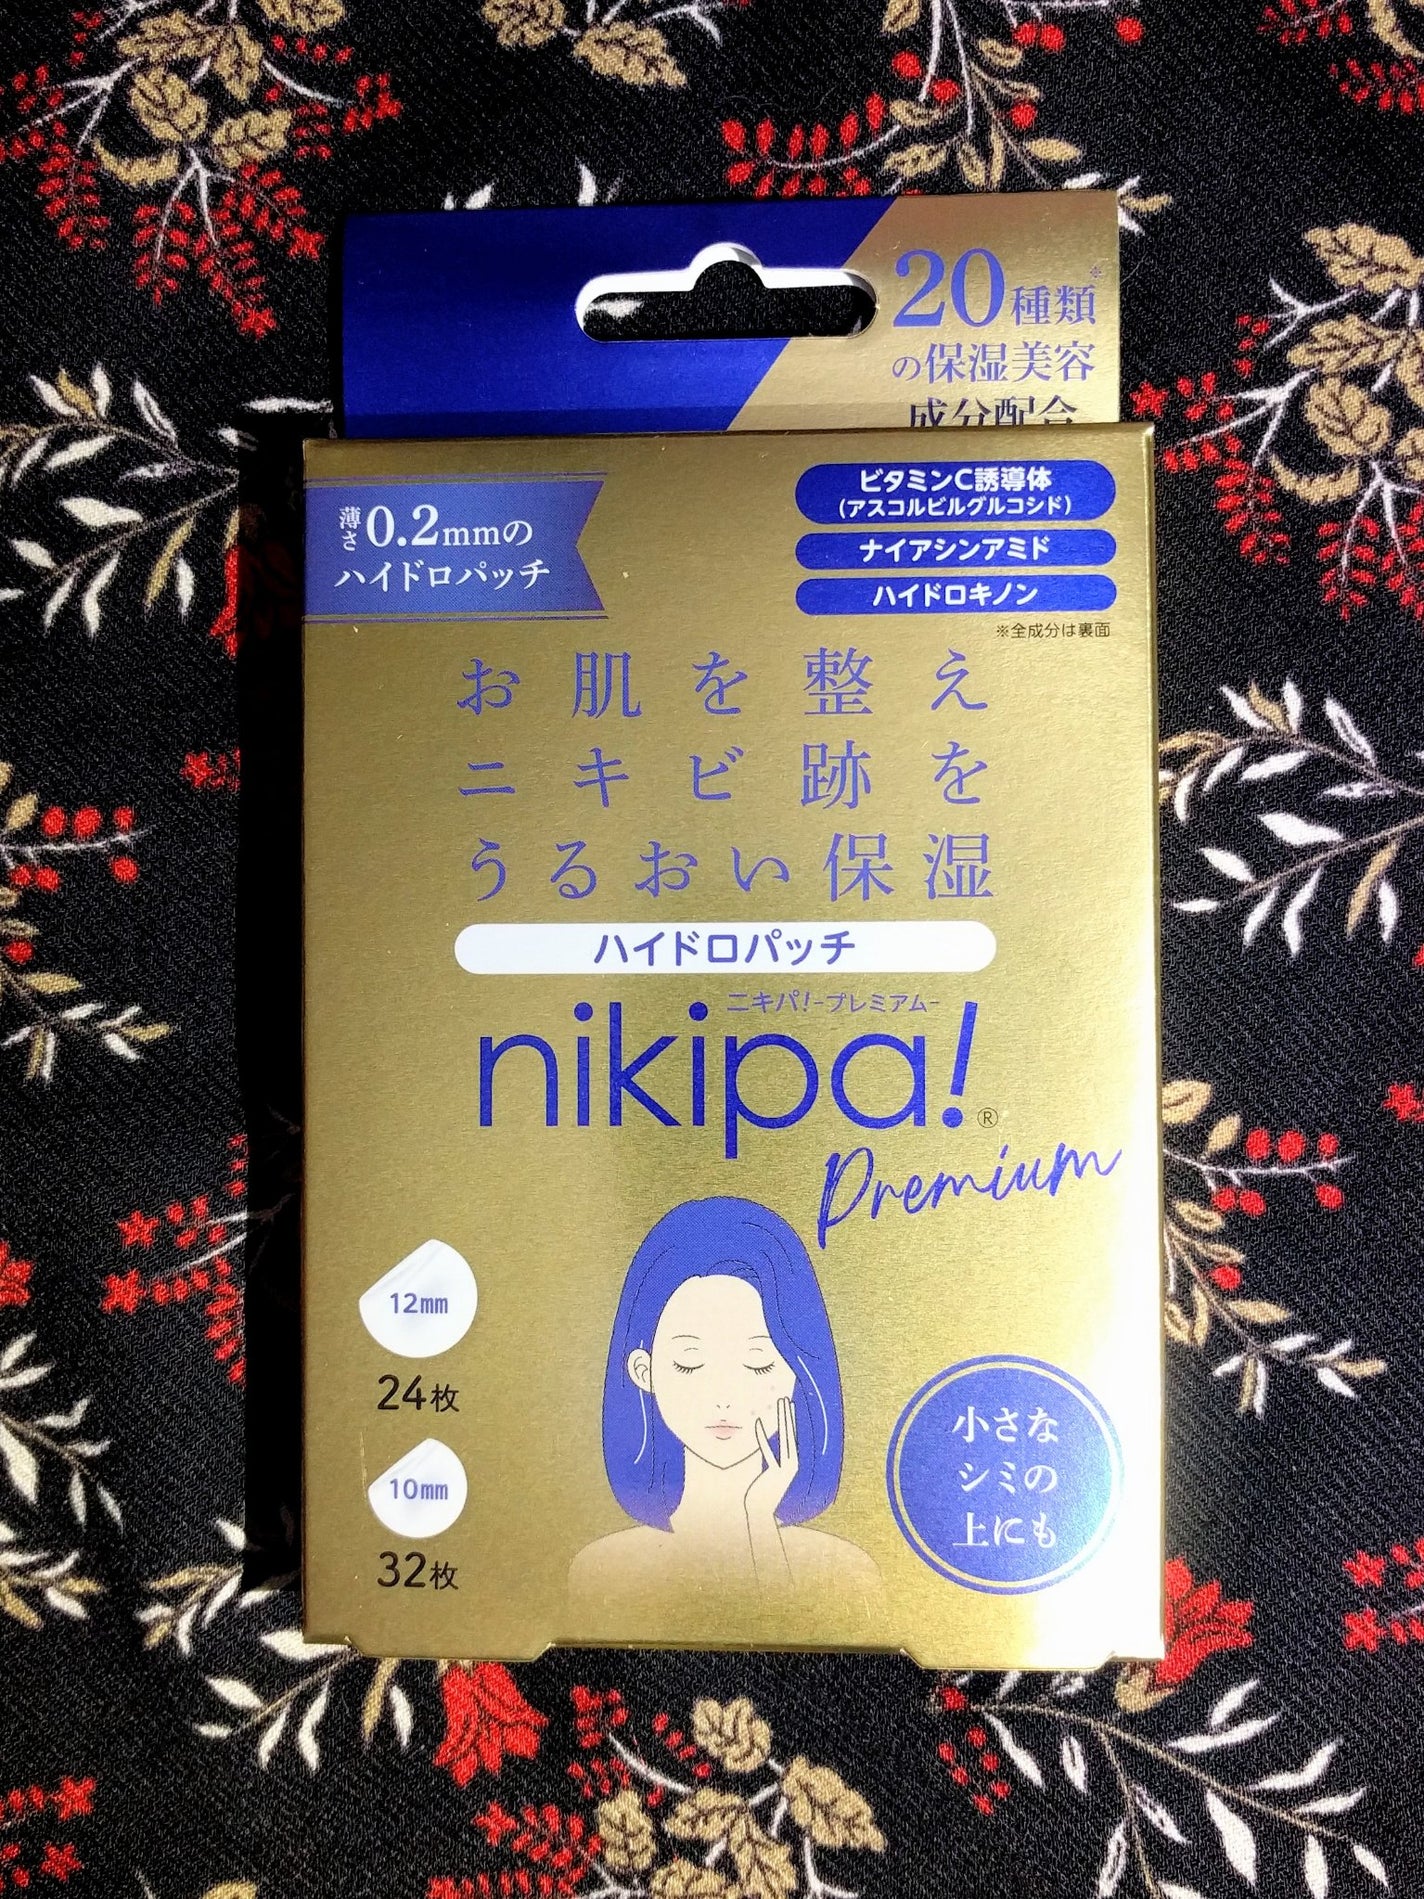 20種類※
の保湿美容
成分配合
薄さ0.2mmの
ハイドロパッチ
ビタミンC誘導体
(アスコルビルグルコシド)
ナイアシンアミド
ハイドロキノン
※全成分は裏面
お肌を整え
ニキビ跡を
うるおい保湿
ハイドロパッチ
ニキパ!-プレミアム-
nikipa!®
Premium
12mm
24枚
10mm
32枚
小さな
シミの
上にも